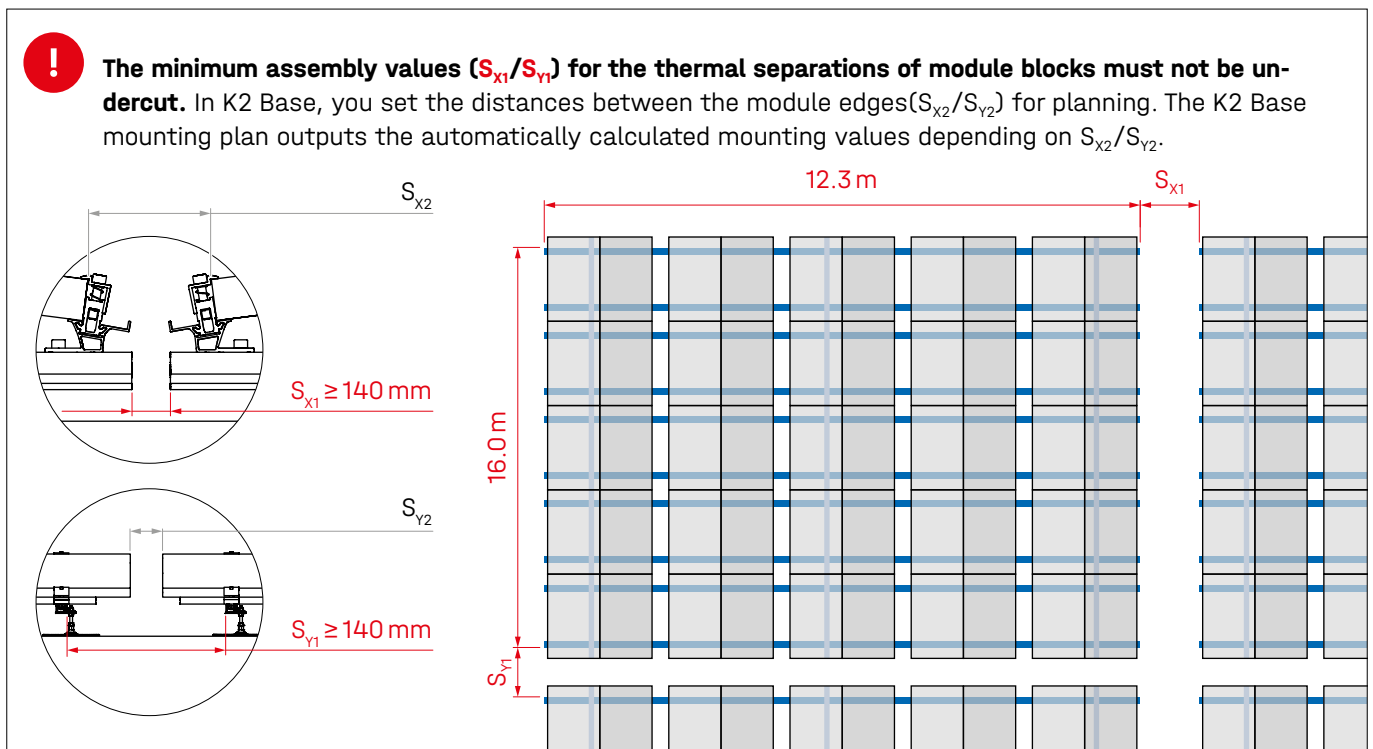 !
The minimum assembly values (SX1/SY1) for the thermal separations of module blocks must not be un-
dercut. In K2 Base, you set the distances between the module edges(SX2/SY2) for planning. The K2 Base
mounting plan outputs the automatically calculated mounting values depending on SX2/SY2.
12.3 m
SX1
SX2
SX1 ≥ 140 mm
16.0 m
SY2
SY1 ≥ 140 mm
SY1